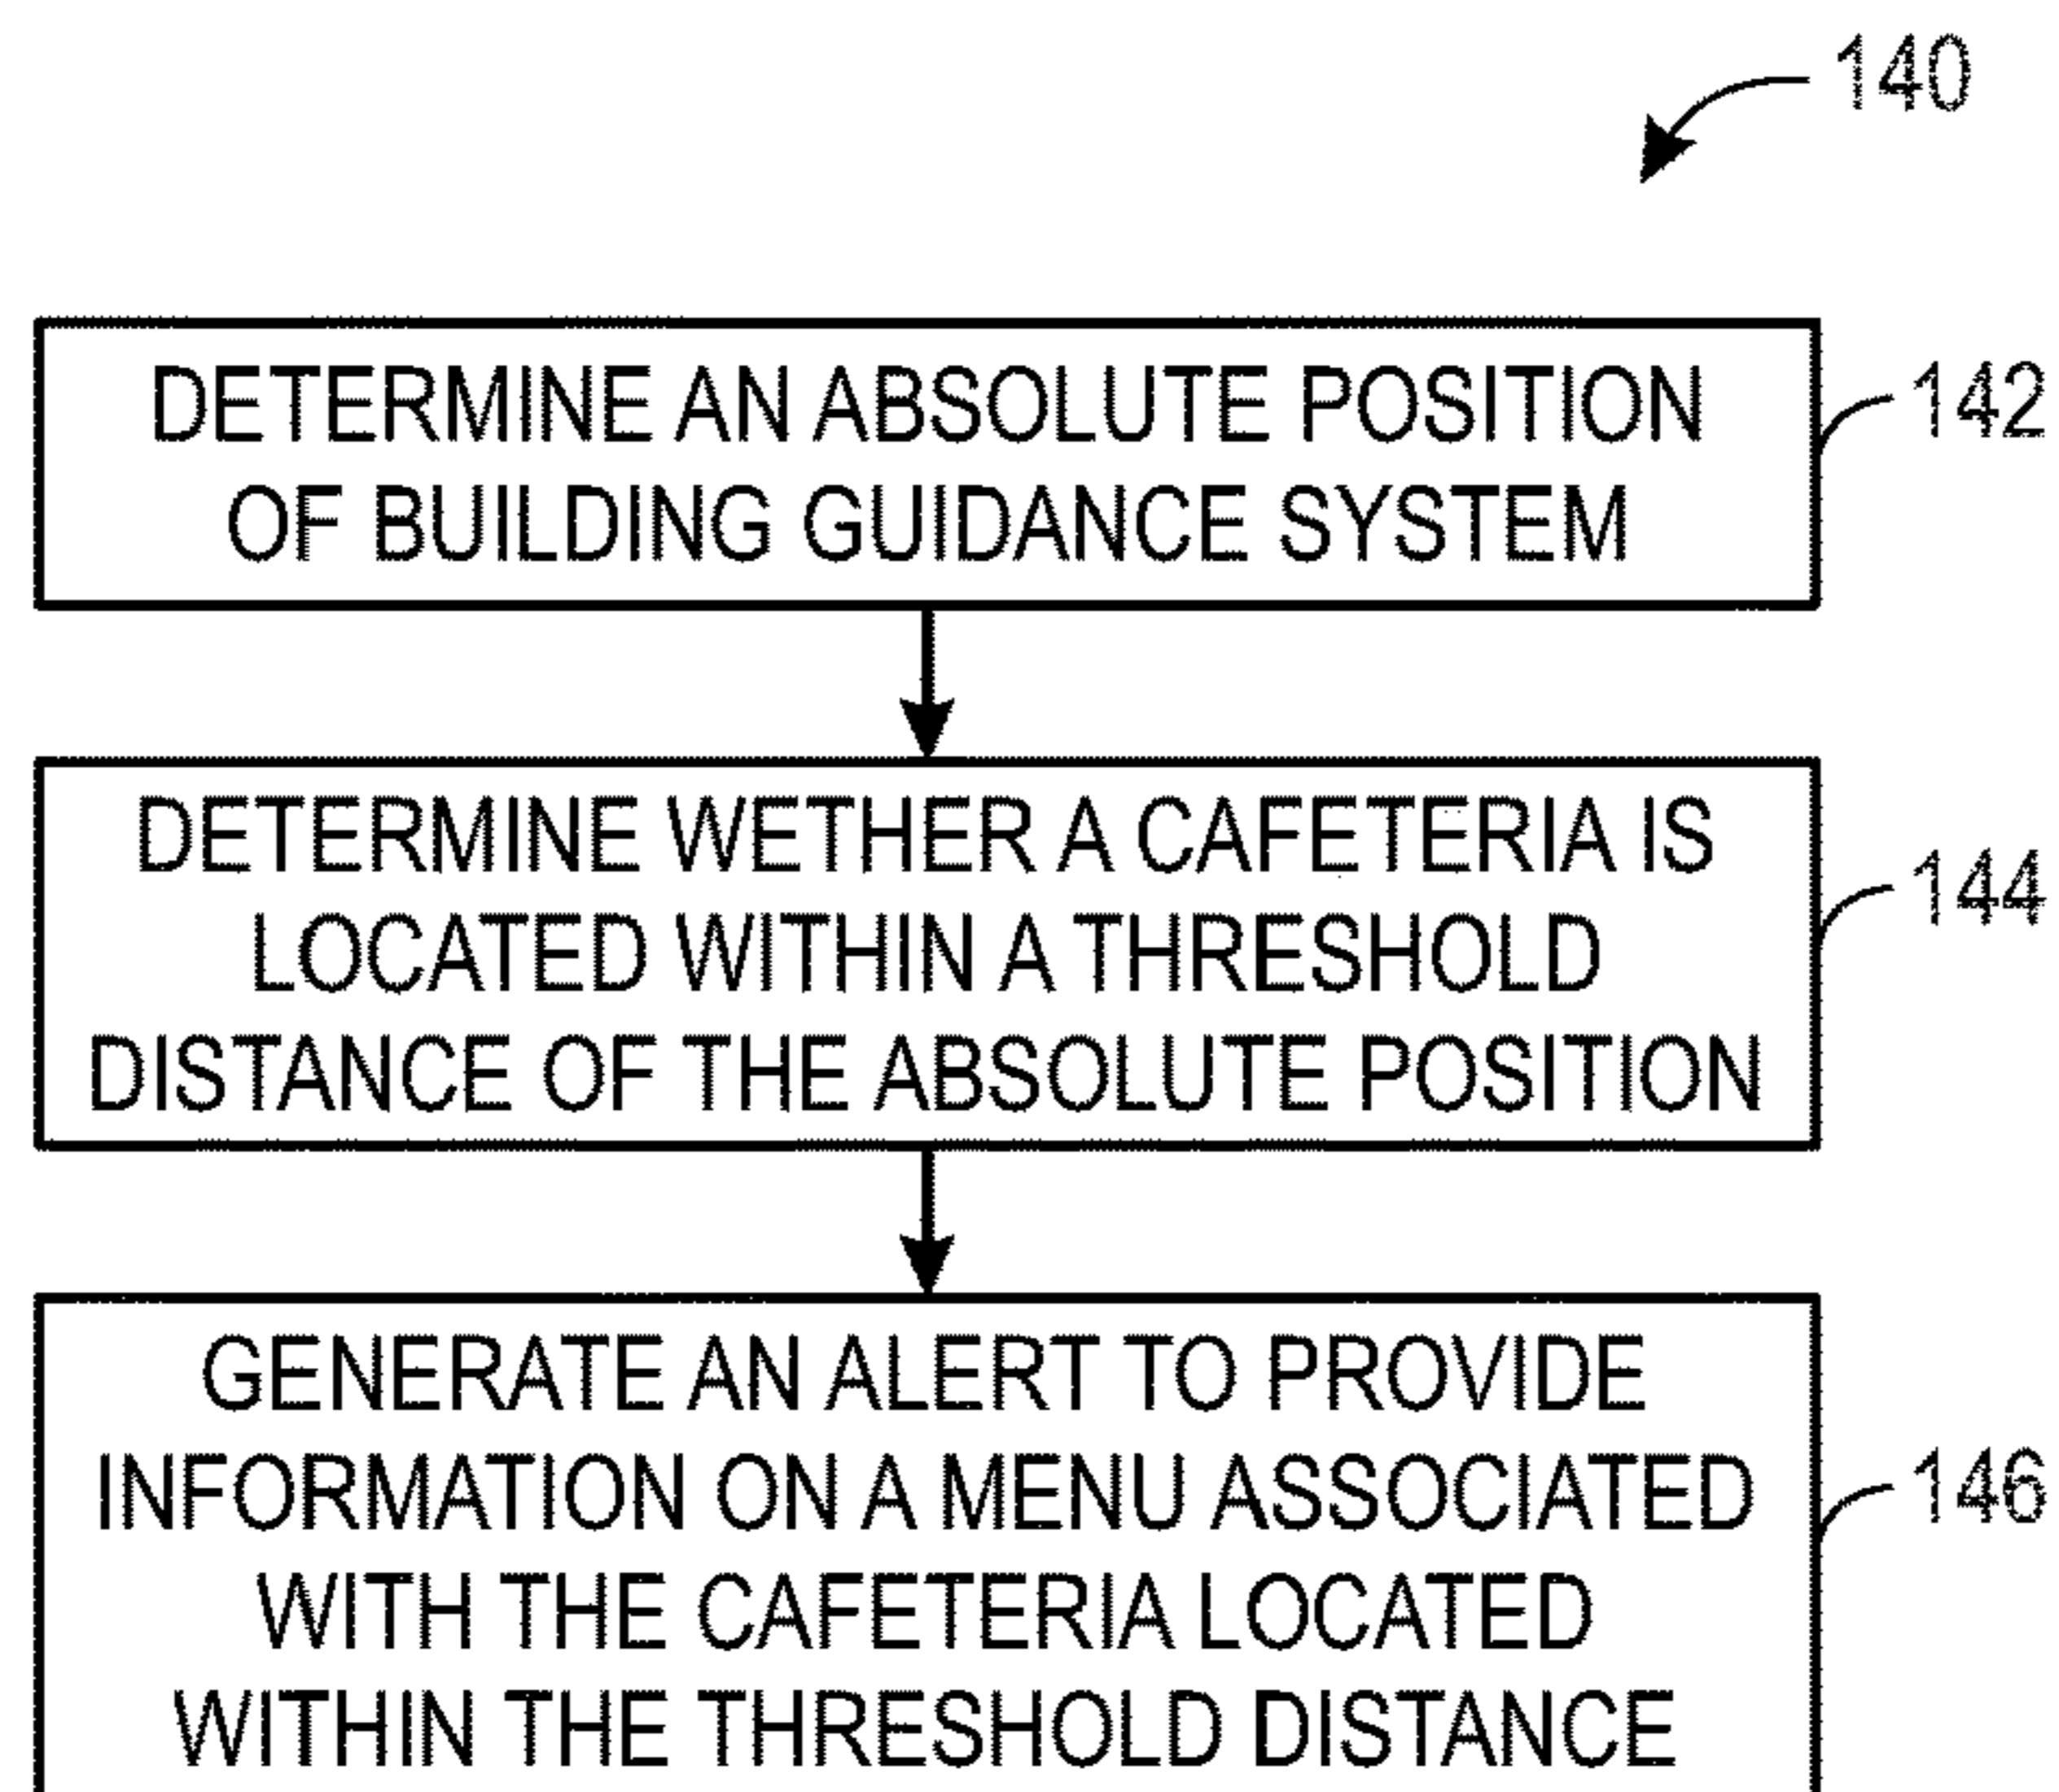 140
DETERMINE AN ABSOLUTE POSITION
OF BUILDING GUIDANCE SYSTEM
142
DETERMINE WETHER A CAFETERIA IS
LOCATED WITHIN A THRESHOLD
DISTANCE OF THE ABSOLUTE POSITION
144
GENERATE AN ALERT TO PROVIDE
INFORMATION ON A MENU ASSOCIATED
WITH THE CAFETERIA LOCATED
WITHIN THE THRESHOLD DISTANCE
146